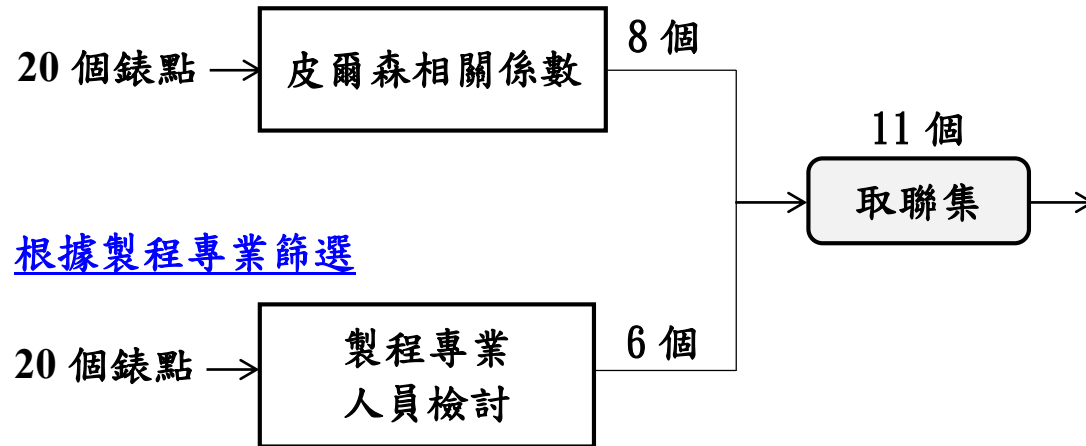 8 個
20 個錶點
皮爾森相關係數
11 個
取聯集
根據製程專業篩選
20 個錶點
製程專業
人員檢討
6 個